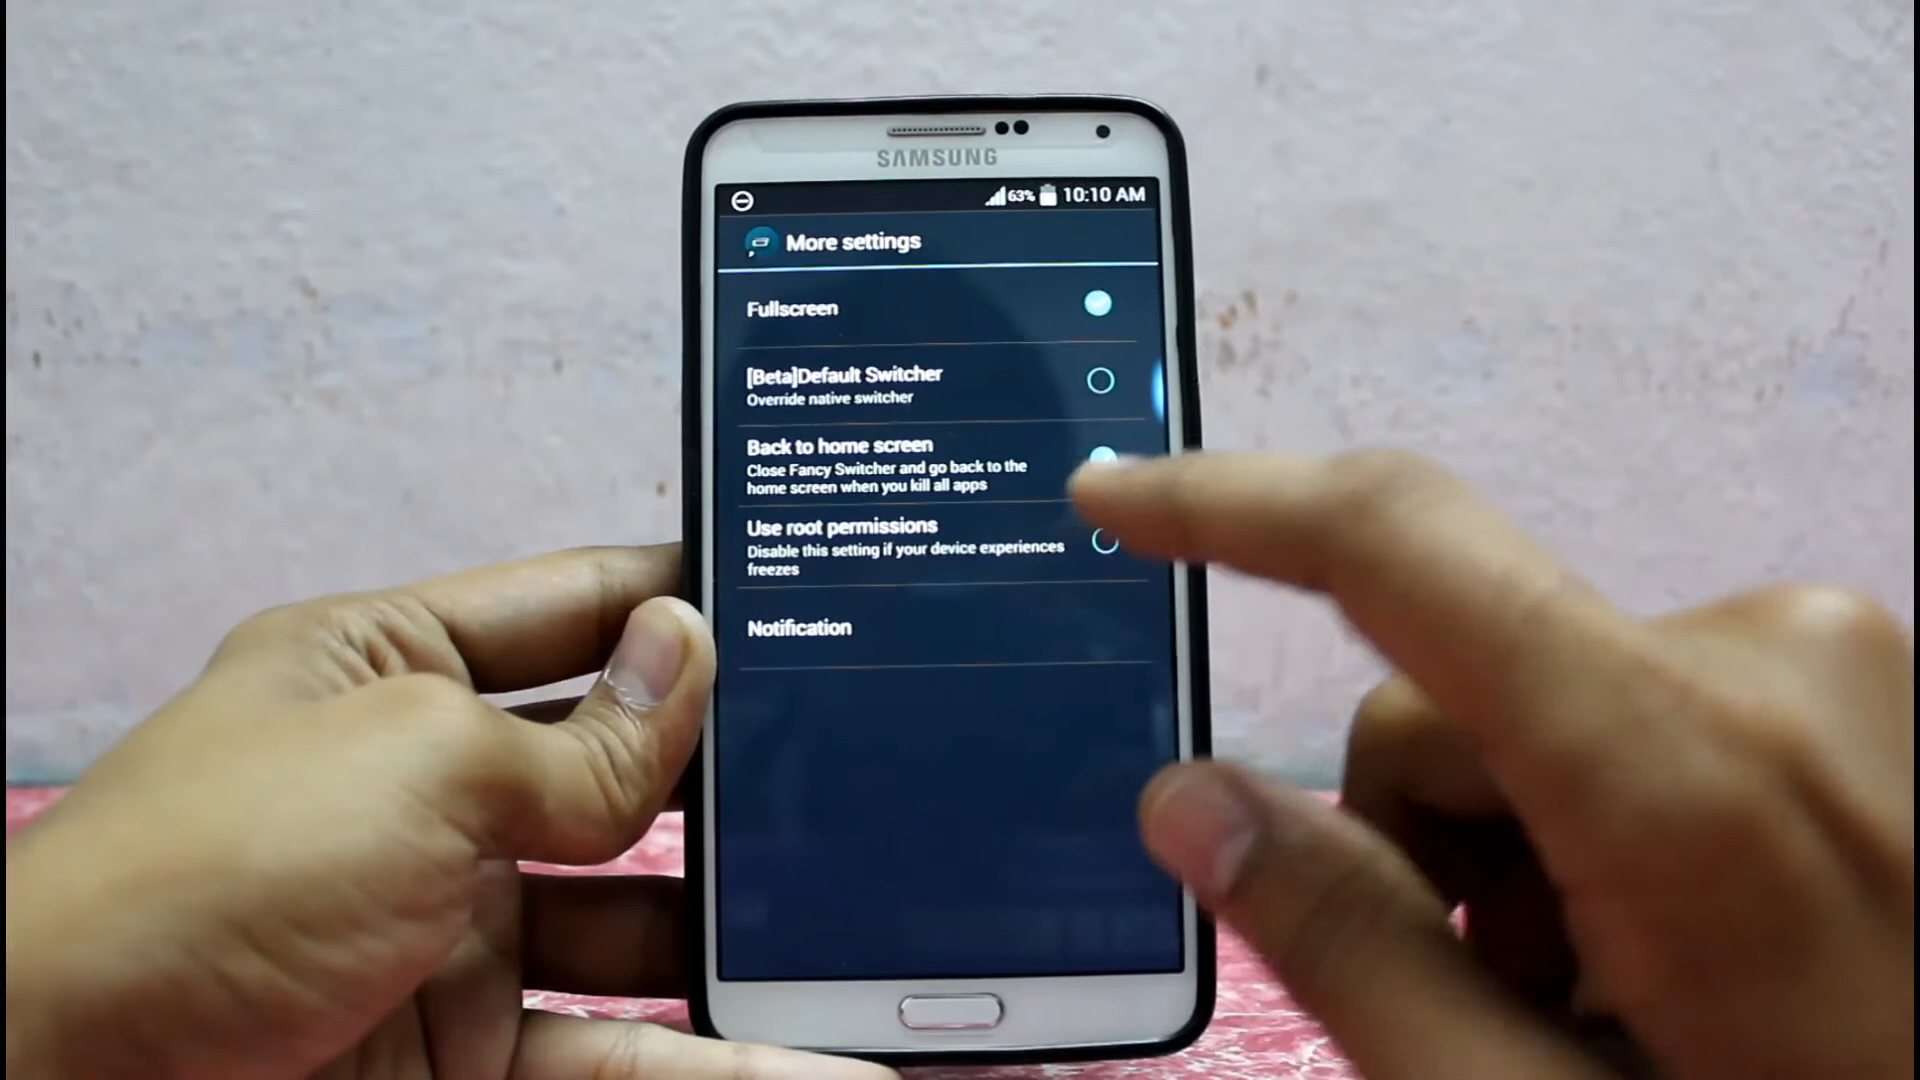 SAMSUNG
63% 10:10 AM
More settings
Fullscreen
[Beta]Default Switcher
Override native switcher
Back to home screen
Close Fancy Switcher and go back to the
home screen when you kill all apps
Use root permissions
Disable this setting if your device experiences
freezes
Notification